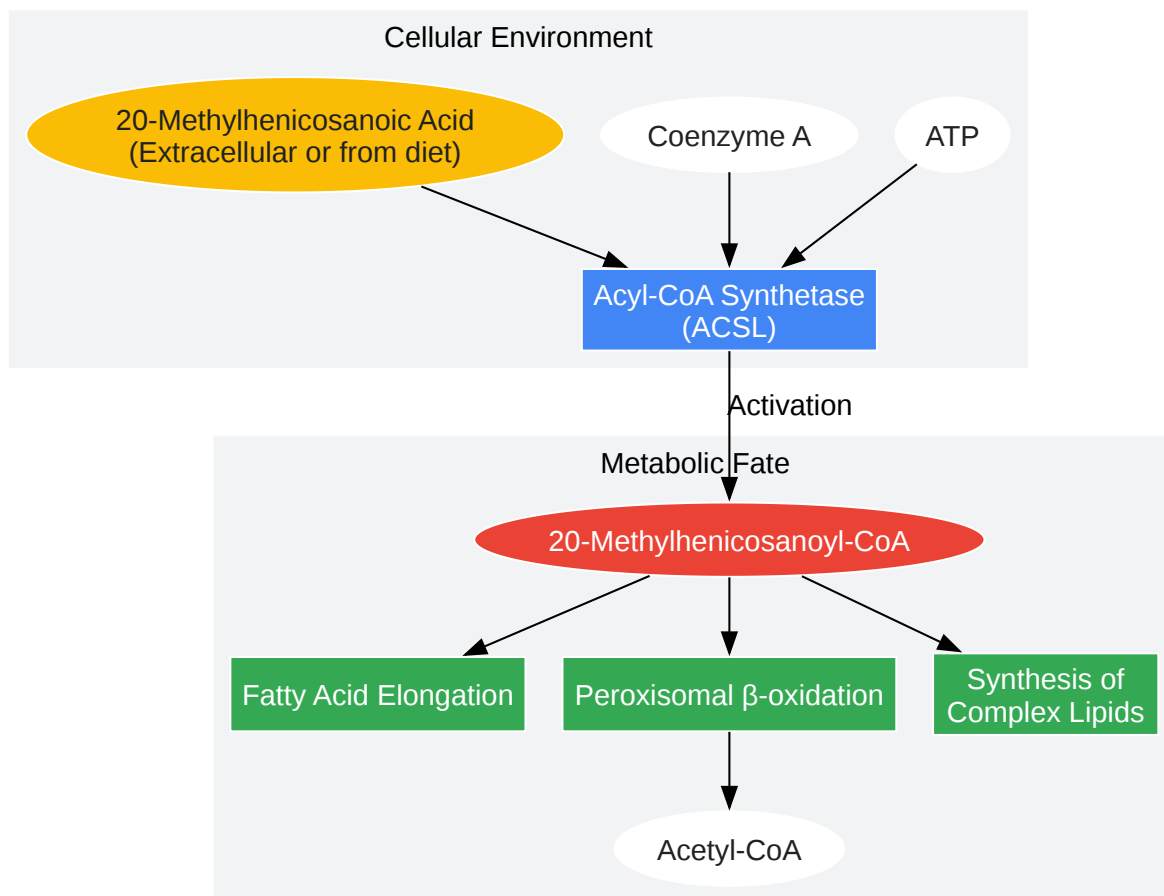 Cellular Environment
20-Methylhenicosanoic Acid
(Extracellular or from diet)
Coenzyme A
ATP
Acyl-CoA Synthetase
(ACSL)
Activation
Metabolic Fate
20-Methylhenicosanoyl-CoA
Fatty Acid Elongation
Peroxisomal β-oxidation
Synthesis of
Complex Lipids
Acetyl-CoA